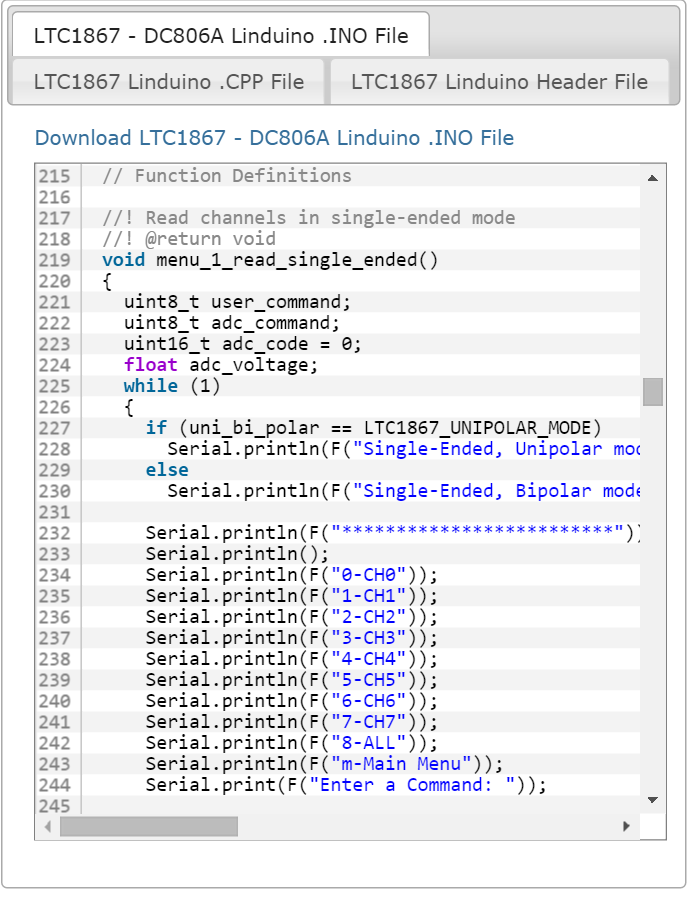 LTC1867 - DC806A Linduino .INO File
LTC1867 Linduino .CPP File
LTC1867 Linduino Header File
Download LTC1867 - DC806A Linduino .INO File
215 // Function Definitions
216
217 //! Read channels in single-ended mode
218 //! @return void
219 void menu_1_read_single_ended()
220 {
221 uint8_t user_command;
222 uint8_t adc_command;
223 uint16_t adc_code = 0;
224 float adc_voltage;
225 while (1)
226 {
227 if (uni_bi_polar == LTC1867_UNIPOLAR_MODE)
228 Serial.println(F("Single-Ended, Unipolar mod
229 else
230 Serial.println(F("Single-Ended, Bipolar mode
231
232 Serial.println(F("*************************"))
233 Serial.println();
234 Serial.println(F("0-CH0"));
235 Serial.println(F("1-CH1"));
236 Serial.println(F("2-CH2"));
237 Serial.println(F("3-CH3"));
238 Serial.println(F("4-CH4"));
239 Serial.println(F("5-CH5"));
240 Serial.println(F("6-CH6"));
241 Serial.println(F("7-CH7"));
242 Serial.println(F("8-ALL"));
243 Serial.println(F("m-Main Menu"));
244 Serial.print(F("Enter a Command: "));
245